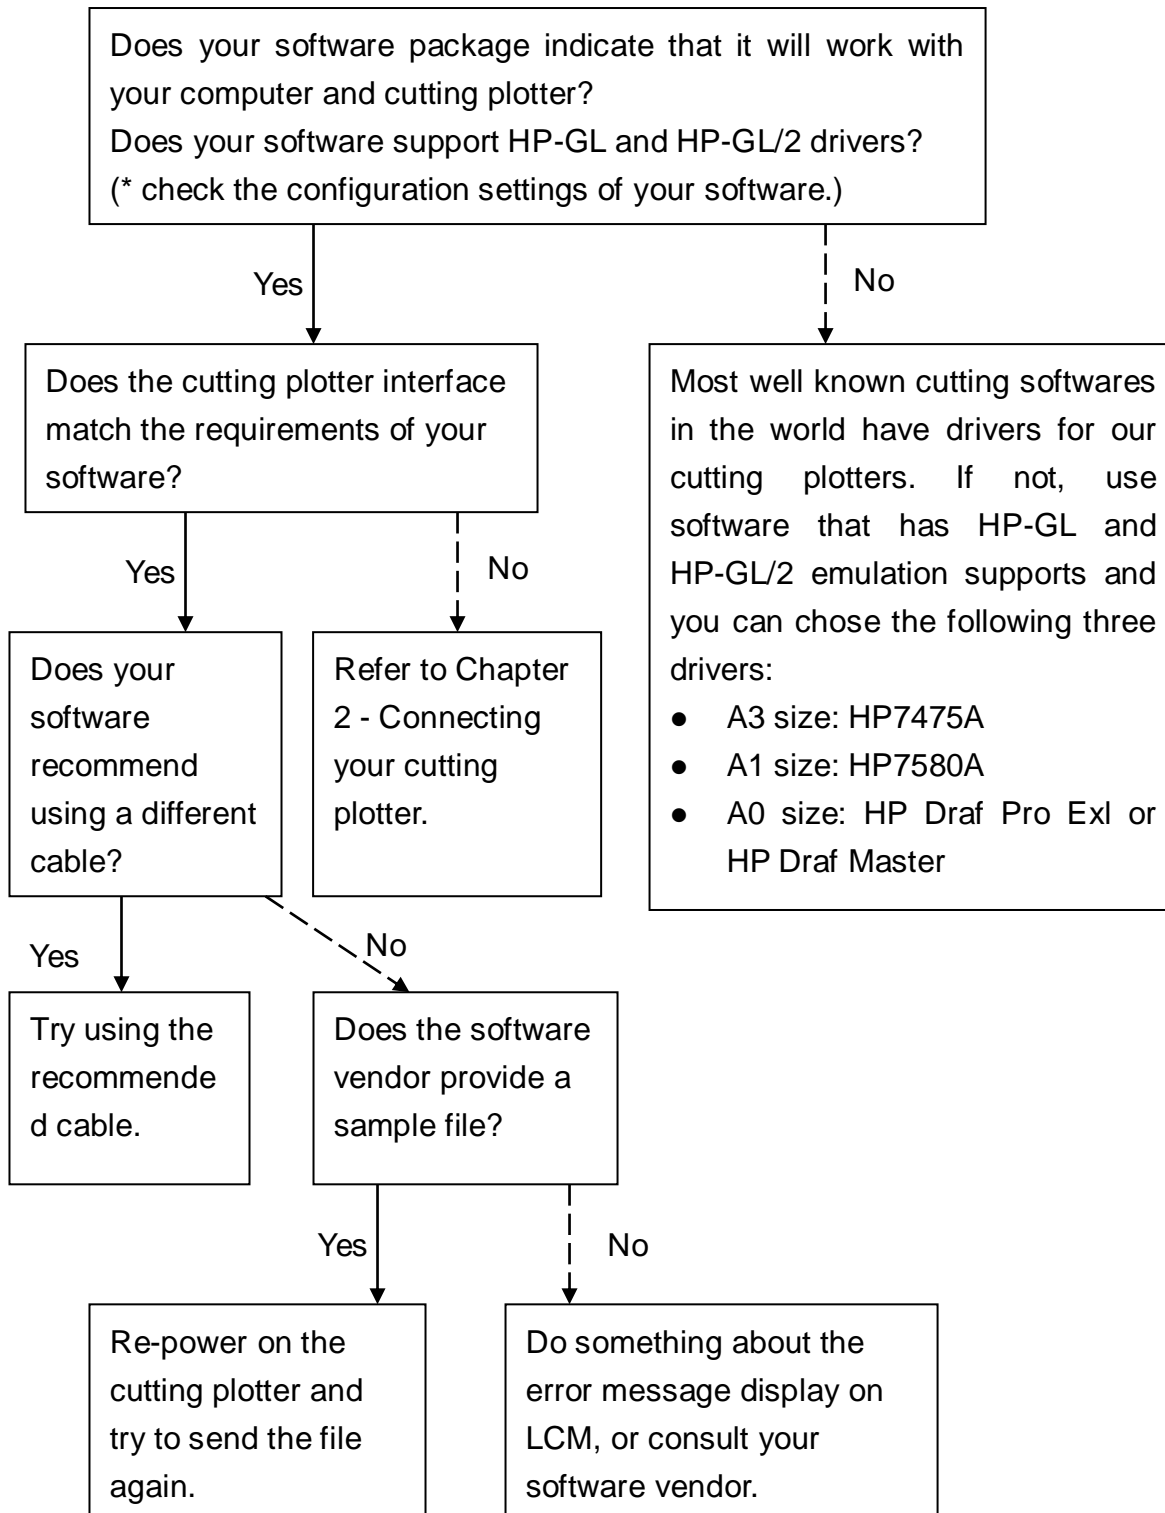 Does your software package indicate that it will work with
your computer and cutting plotter?
Does your software support HP-GL and HP-GL/2 drivers?
(* check the configuration settings of your software.)
Yes
No
Does the cutting plotter interface
match the requirements of your
software?
Most well known cutting softwares
in the world have drivers for our
cutting plotters. If not, use
software that has HP-GL and
HP-GL/2 emulation supports and
you can chose the following three
drivers:
● A3 size: HP7475A
● A1 size: HP7580A
● A0 size: HP Draf Pro Exl or
HP Draf Master
Yes
No
Does your
software
recommend
using a different
cable?
Refer to Chapter
2 - Connecting
your cutting
plotter.
Yes
No
Try using the
recommende
d cable.
Does the software
vendor provide a
sample file?
Yes
No
Re-power on the
cutting plotter and
try to send the file
again.
Do something about the
error message display on
LCM, or consult your
software vendor.